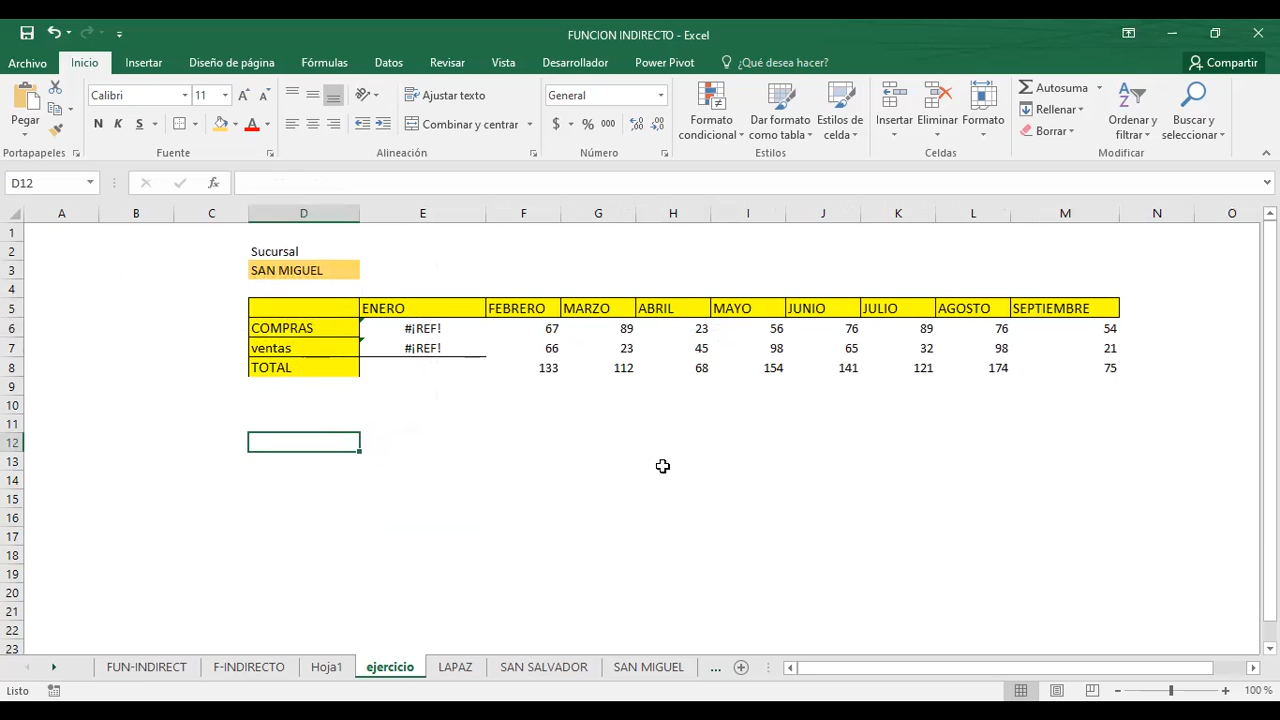 FUNCION INDIRECTO - Excel
Archivo Inicio Insertar Diseño de página Fórmulas Datos Revisar Vista Desarrollador Power Pivot ¿Qué desea hacer? Compartir
Pegar
Calibri 11
N K S
Ajustar texto
Combinar y centrar
General
$ % 000
Formato condicional
Dar formato como tabla
Estilos de celda
Insertar Eliminar Formato
Autosuma
Rellenar
Borrar
Ordenar y filtrar
Buscar y seleccionar
Portapapeles Fuente Alineación Número Estilos Celdas Modificar
D12 fx
A B C D E F G H I J K L M N O
1
2 Sucursal
3 SAN MIGUEL
4
5 ENERO FEBRERO MARZO ABRIL MAYO JUNIO JULIO AGOSTO SEPTIEMBRE
6 COMPRAS #¡REF! 67 89 23 56 76 89 76 54
7 ventas #¡REF! 66 23 45 98 65 32 98 21
8 TOTAL 133 112 68 154 141 121 174 75
9
10
11
12
13
14
15
16
17
18
19
20
21
22
23
FUN-INDIRECT F-INDIRECTO Hoja1 ejercicio LAPAZ SAN SALVADOR SAN MIGUEL ...
Listo 100 %